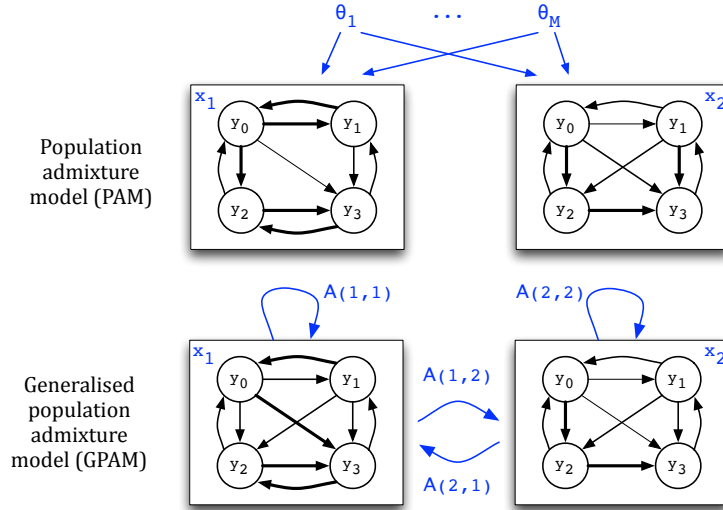 θ1 ... θM
x1
x2
y0 y1
y0 y1
Population
admixture
model (PAM)
y2 y3
y2 y3
A(1,1)
A(2,2)
x1
x2
y0 y1
y0 y1
A(1,2)
Generalised
population
admixture
model (GPAM)
y2 y3
y2 y3
A(2,1)